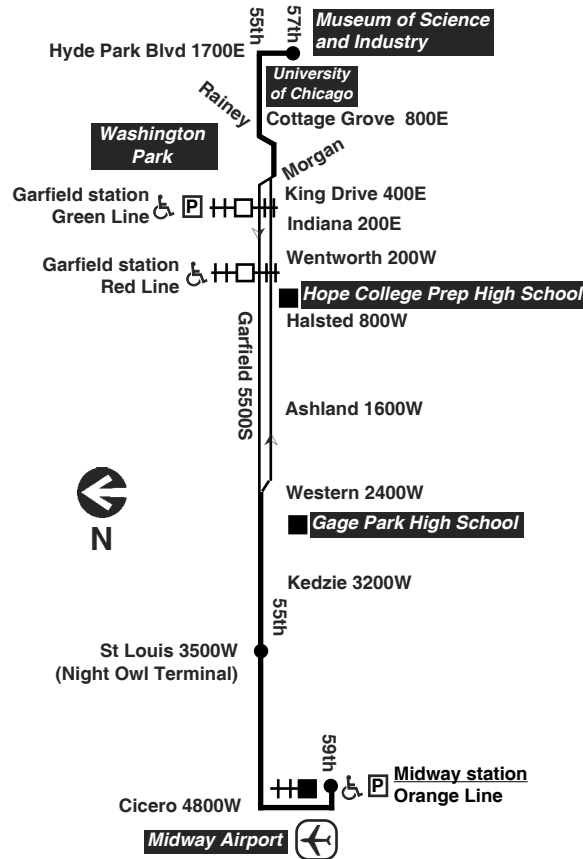 55th
57th
Museum of Science
and Industry
Hyde Park Blvd 1700E
University
of Chicago
Rainey
Cottage Grove 800E
Washington
Park
Morgan
Garfield station
Green Line
P
King Drive 400E
Indiana 200E
Wentworth 200W
Garfield station
Red Line
Hope College Prep High School
Halsted 800W
Garfield 5500S
Ashland 1600W
Western 2400W
N
Gage Park High School
Kedzie 3200W
55th
St Louis 3500W
(Night Owl Terminal)
59th
P
Midway station
Orange Line
Cicero 4800W
Midway Airport